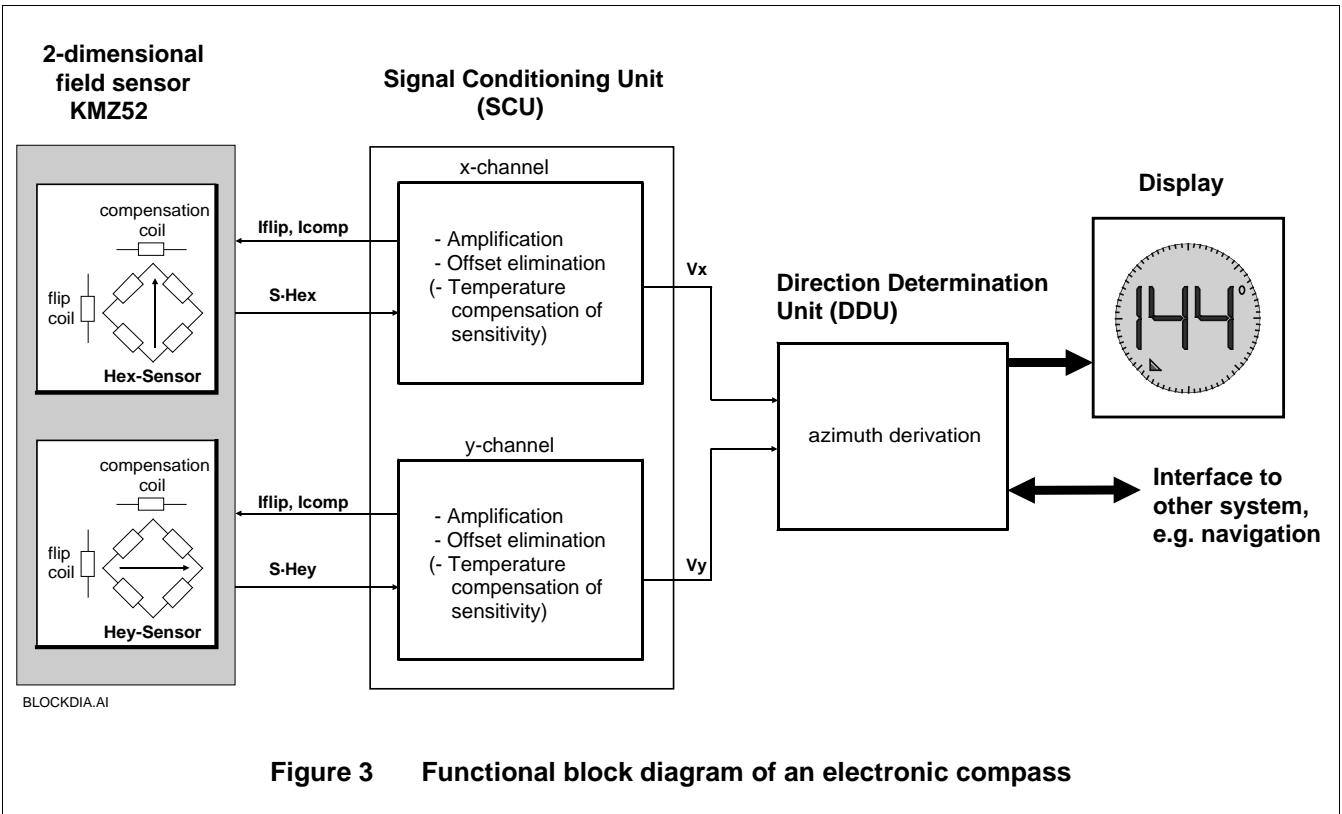 2-dimensional
field sensor
KMZ52
Signal Conditioning Unit
(SCU)
compensation
coil
flip
coil
Hex-Sensor
Iflip, Icomp
S·Hex
x-channel
- Amplification
- Offset elimination
(- Temperature
compensation of
sensitivity)
Vx
compensation
coil
flip
coil
Hey-Sensor
Iflip, Icomp
S·Hey
y-channel
- Amplification
- Offset elimination
(- Temperature
compensation of
sensitivity)
Vy
Direction Determination
Unit (DDU)
azimuth derivation
Display
144°
Interface to
other system,
e.g. navigation
BLOCKDIA.AI
Figure 3 Functional block diagram of an electronic compass